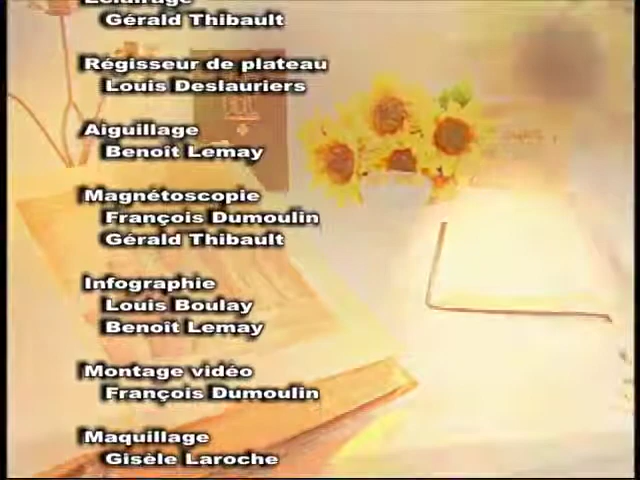 Éclairage
Gérald Thibault
Régisseur de plateau
Louis Deslauriers
Aiguillage
Benoît Lemay
Magnétoscopie
François Dumoulin
Gérald Thibault
Infographie
Louis Boulay
Benoît Lemay
Montage vidéo
François Dumoulin
Maquillage
Gisèle Laroche